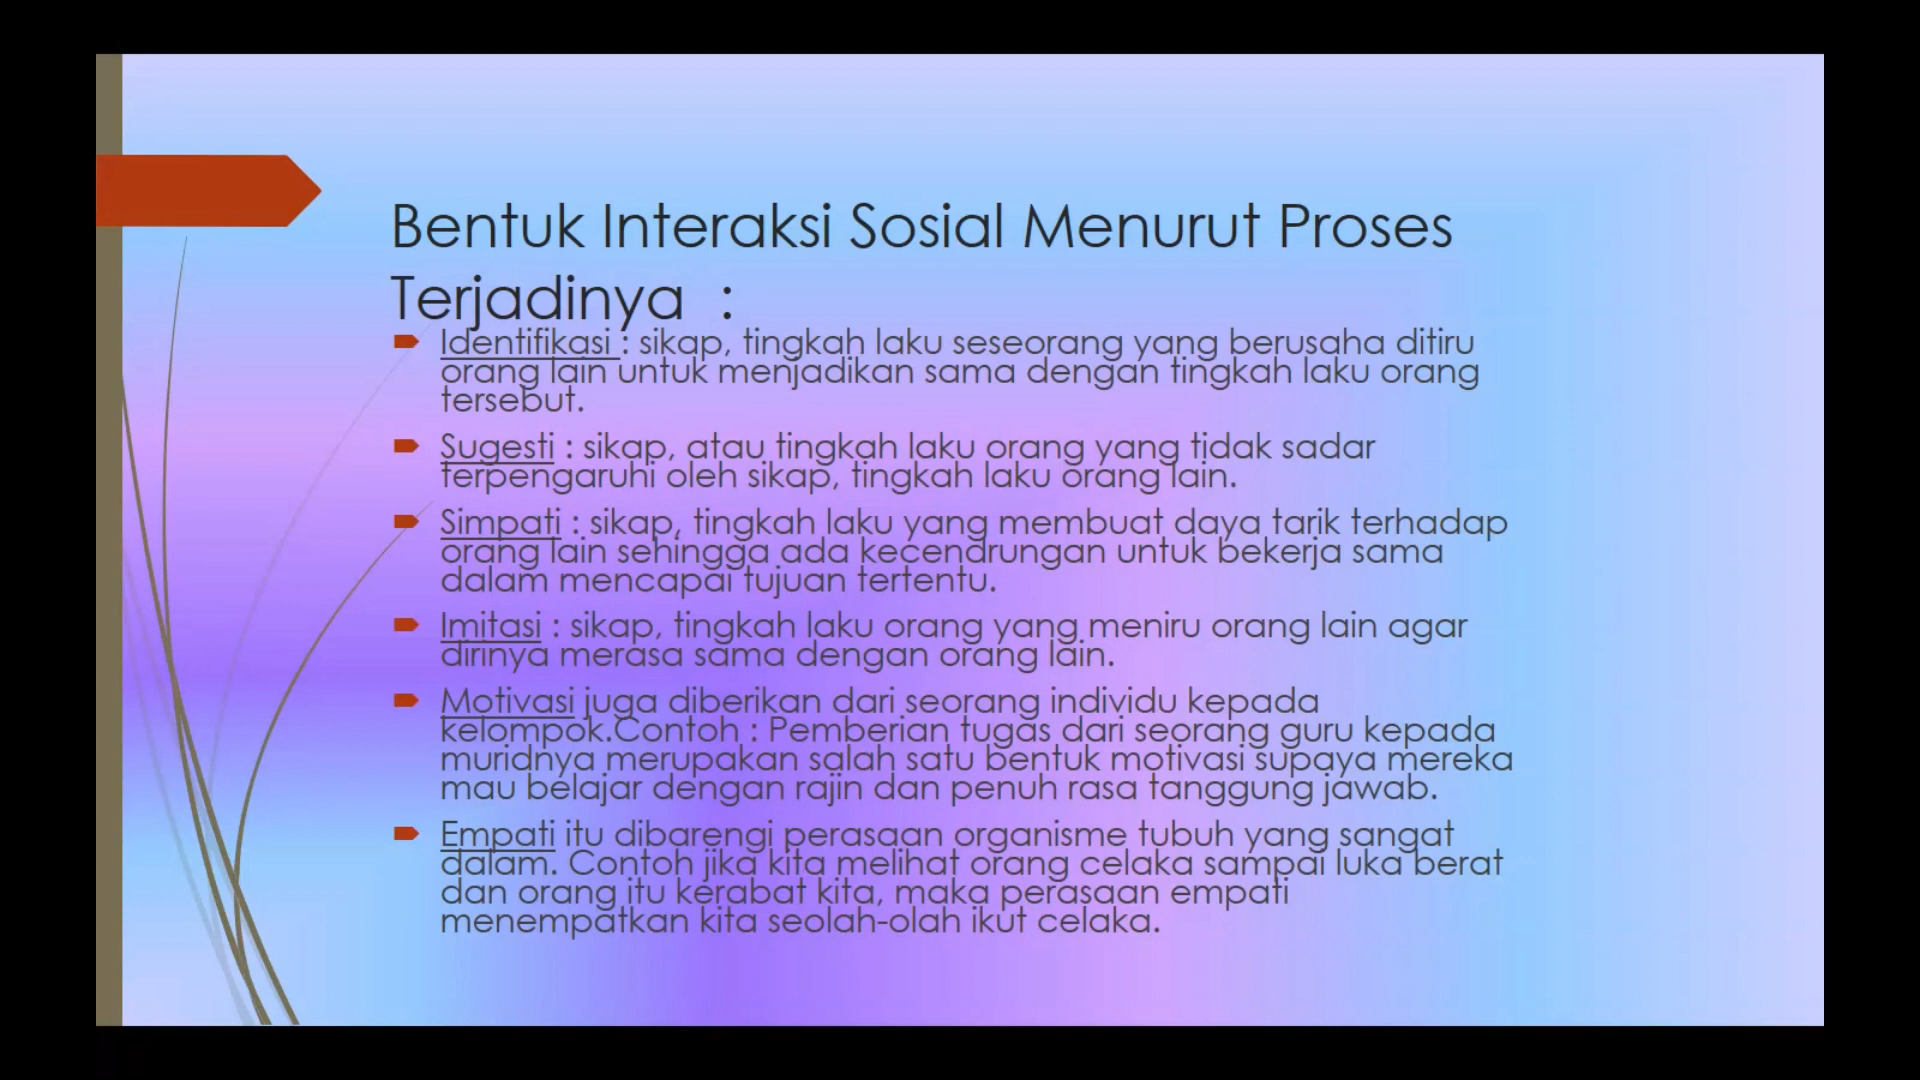 Bentuk Interaksi Sosial Menurut Proses
Terjadinya :
Identifikasi : sikap, tingkah laku seseorang yang berusaha ditiru
orang lain untuk menjadikan sama dengan tingkah laku orang
tersebut.
Sugesti : sikap, atau tingkah laku orang yang tidak sadar
terpengaruhi oleh sikap, tingkah laku orang lain.
Simpati : sikap, tingkah laku yang membuat daya tarik terhadap
orang lain sehingga ada kecendrungan untuk bekerja sama
dalam mencapai tujuan tertentu.
Imitasi : sikap, tingkah laku orang yang meniru orang lain agar
dirinya merasa sama dengan orang lain.
Motivasi juga diberikan dari seorang individu kepada
kelompok.Contoh : Pemberian tugas dari seorang guru kepada
muridnya merupakan salah satu bentuk motivasi supaya mereka
mau belajar dengan rajin dan penuh rasa tanggung jawab.
Empati itu dibarengi perasaan organisme tubuh yang sangat
dalam. Contoh jika kita melihat orang celaka sampai luka berat
dan orang itu kerabat kita, maka perasaan empati
menempatkan kita seolah-olah ikut celaka.